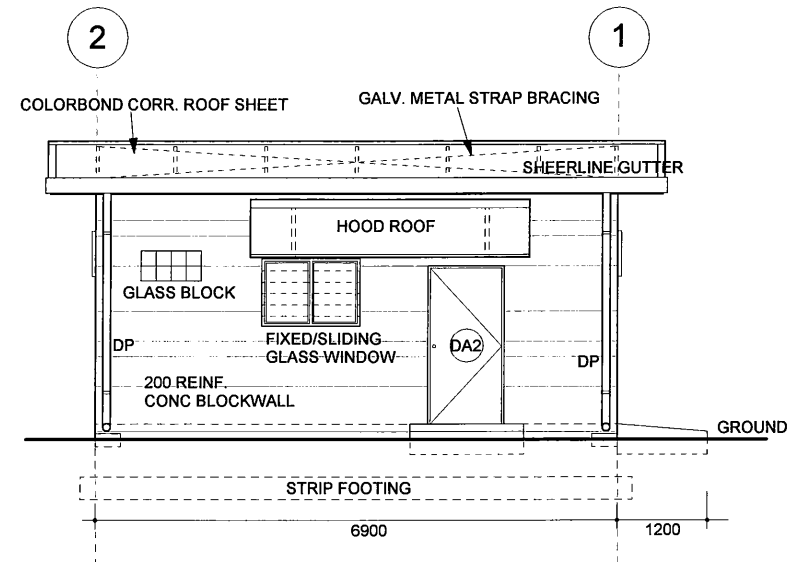 2
1
COLORBOND CORR. ROOF SHEET
GALV. METAL STRAP BRACING
SHEERLINE GUTTER
HOOD ROOF
GLASS BLOCK
FIXED/SLIDING
GLASS WINDOW
DP
DA2
DP
200 REINF.
CONC BLOCKWALL
GROUND
STRIP FOOTING
6900
1200